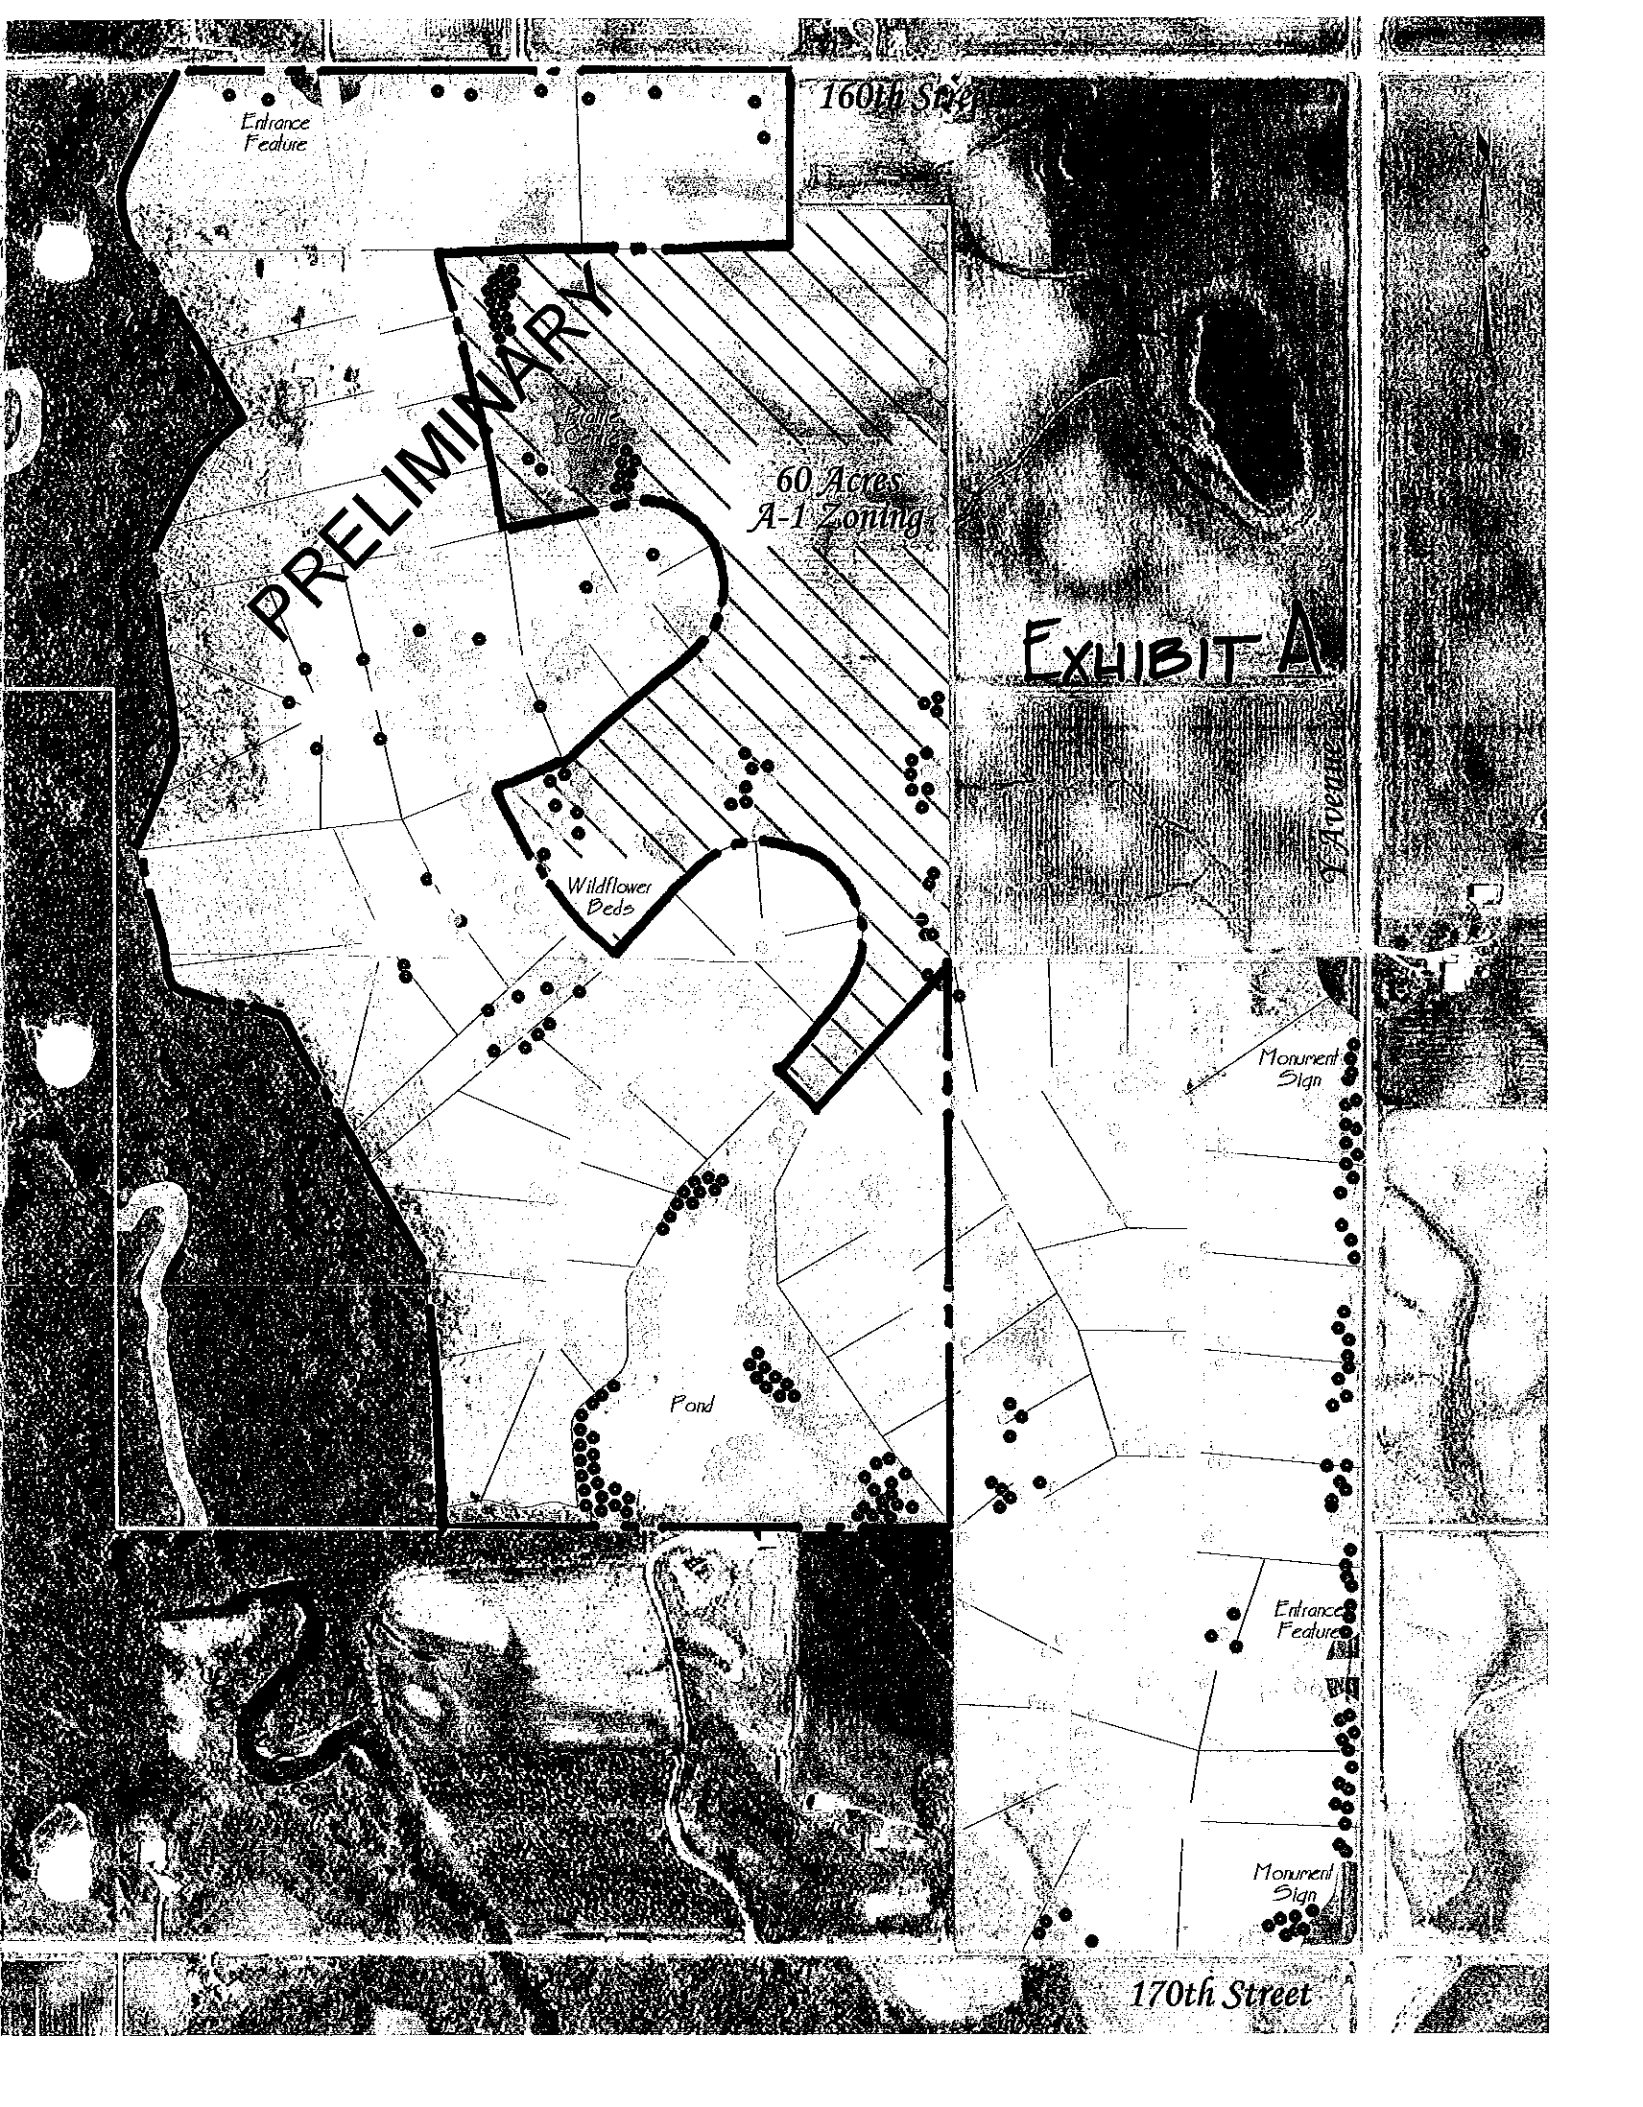 160th Street
Entrance
Feature
PRELIMINARY
60 Acres
A-1 Zoning
EXHIBIT A
Y Avenue
Wildflower
Beds
Monument
Sign
Pond
Entrance
Feature
Monument
Sign
170th Street